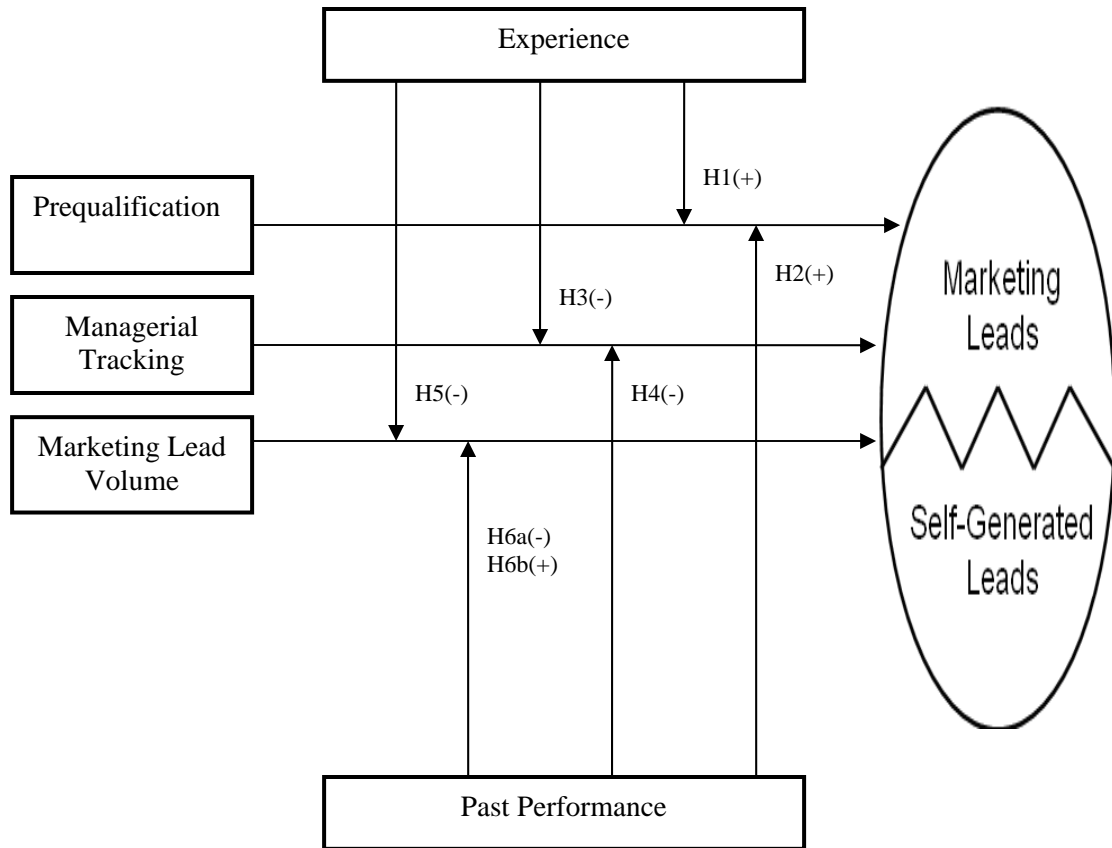 Experience
H1(+)
Prequalification
H2(+)
H3(-)
Managerial
Tracking
H5(-)
H4(-)
Marketing Lead
Volume
H6a(-)
H6b(+)
Marketing
Leads
Self-Generated
Leads
Past Performance